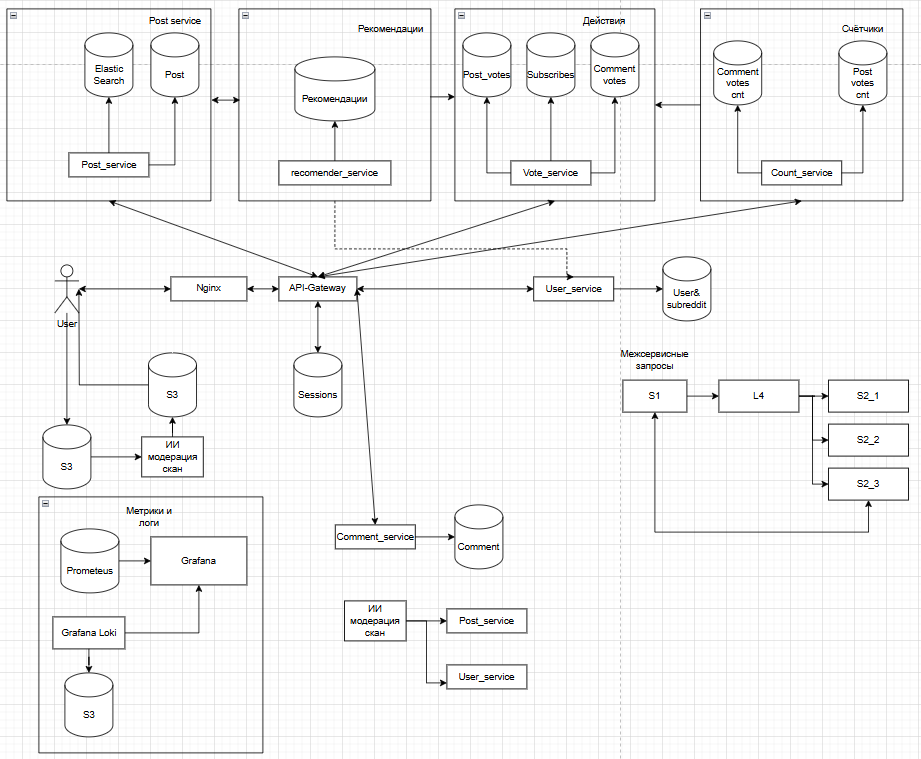 Post service
Elastic
Search
Post
Post_service
Рекомендации
Рекомендации
recomender_service
Действия
Post_votes
Subscribes
Comment
votes
Vote_service
Счётчики
Comment
votes
cnt
Post
votes
cnt
Count_service
User
Nginx
API-Gateway
User_service
User&
subreddit
Sessions
S3
S3
ИИ
модерация
скан
Межсервисные
запросы
S1
L4
S2_1
S2_2
S2_3
Метрики и
логи
Prometeus
Grafana
Grafana Loki
S3
Comment_service
Comment
ИИ
модерация
скан
Post_service
User_service